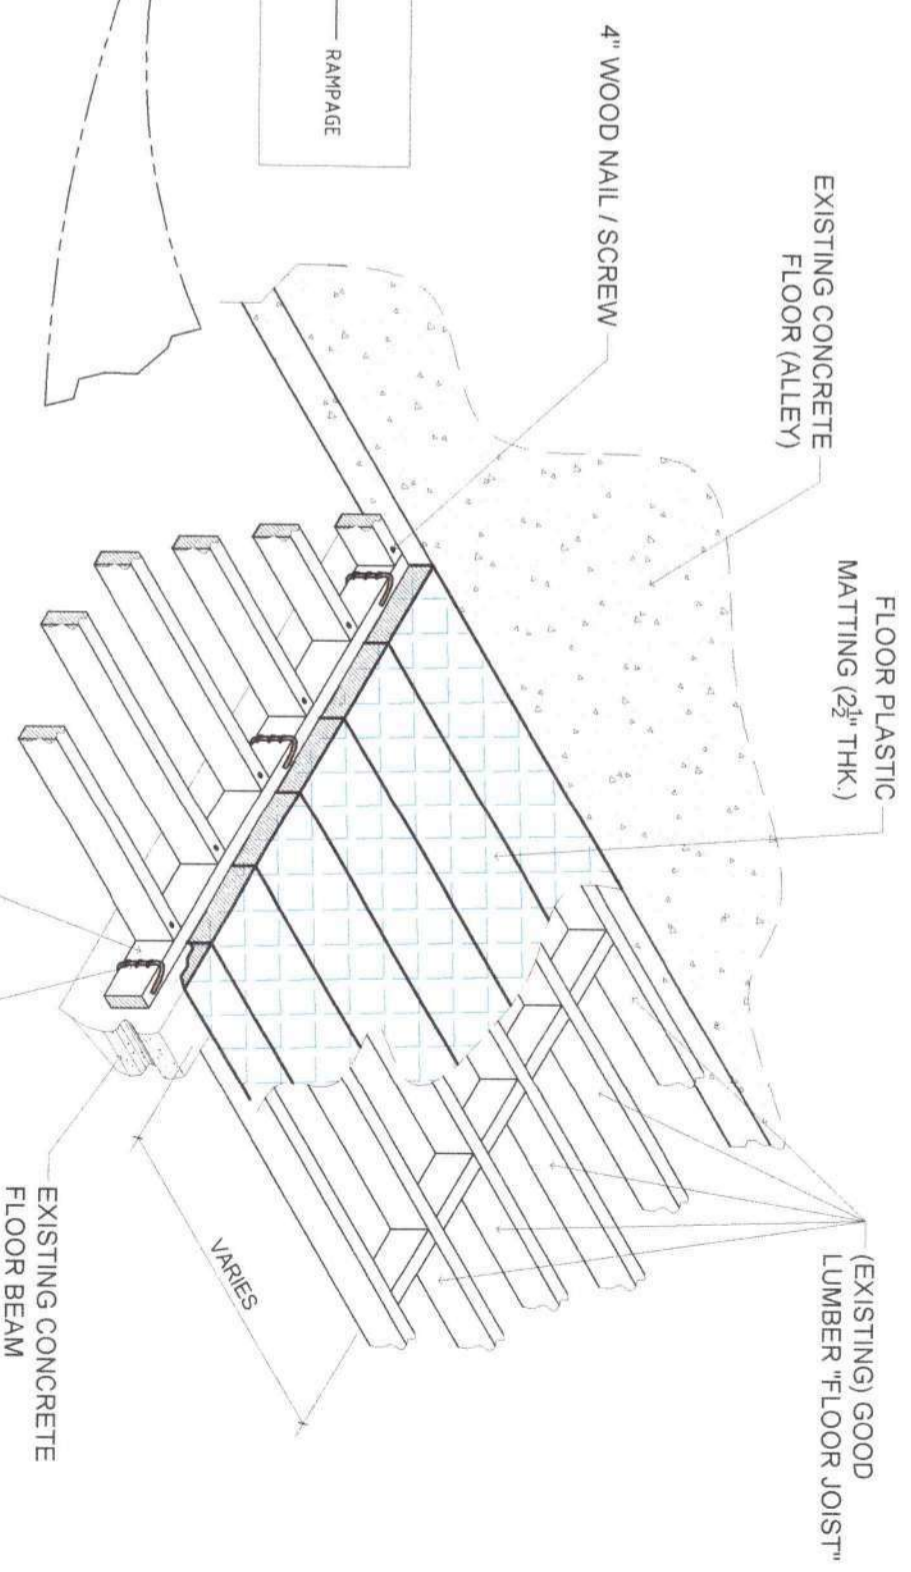 RAMPAGE
4" WOOD NAIL / SCREW
EXISTING CONCRETE
FLOOR (ALLEY)
FLOOR PLASTIC
MATTING (2½" THK.)
(EXISTING) GOOD
LUMBER "FLOOR JOIST"
VARIES
EXISTING CONCRETE
FLOOR BEAM